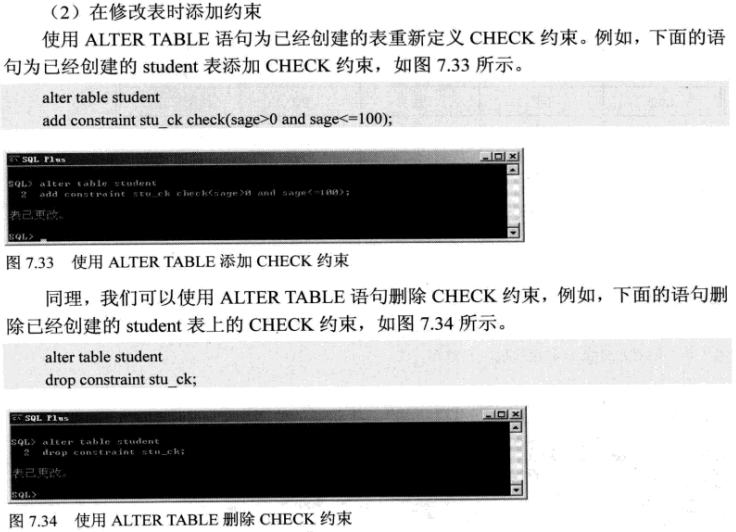 （2）在修改表时添加约束
使用 ALTER TABLE 语句为已经创建的表重新定义 CHECK 约束。例如，下面的语
句为已经创建的 student 表添加 CHECK 约束，如图 7.33 所示。
alter table student
add constraint stu_ck check(sage>0 and sage<=100);
SQL Plus
SQL> alter table student
2 add constraint stu_ck check(sage>0 and sage<=100);
表已更改。
SQL>
图 7.33 使用 ALTER TABLE 添加 CHECK 约束
同理，我们可以使用 ALTER TABLE 语句删除 CHECK 约束，例如，下面的语句删
除已经创建的 student 表上的 CHECK 约束，如图 7.34 所示。
alter table student
drop constraint stu_ck;
SQL Plus
SQL> alter table student
2 drop constraint stu_ck;
表已更改。
SQL>
图 7.34 使用 ALTER TABLE 删除 CHECK 约束